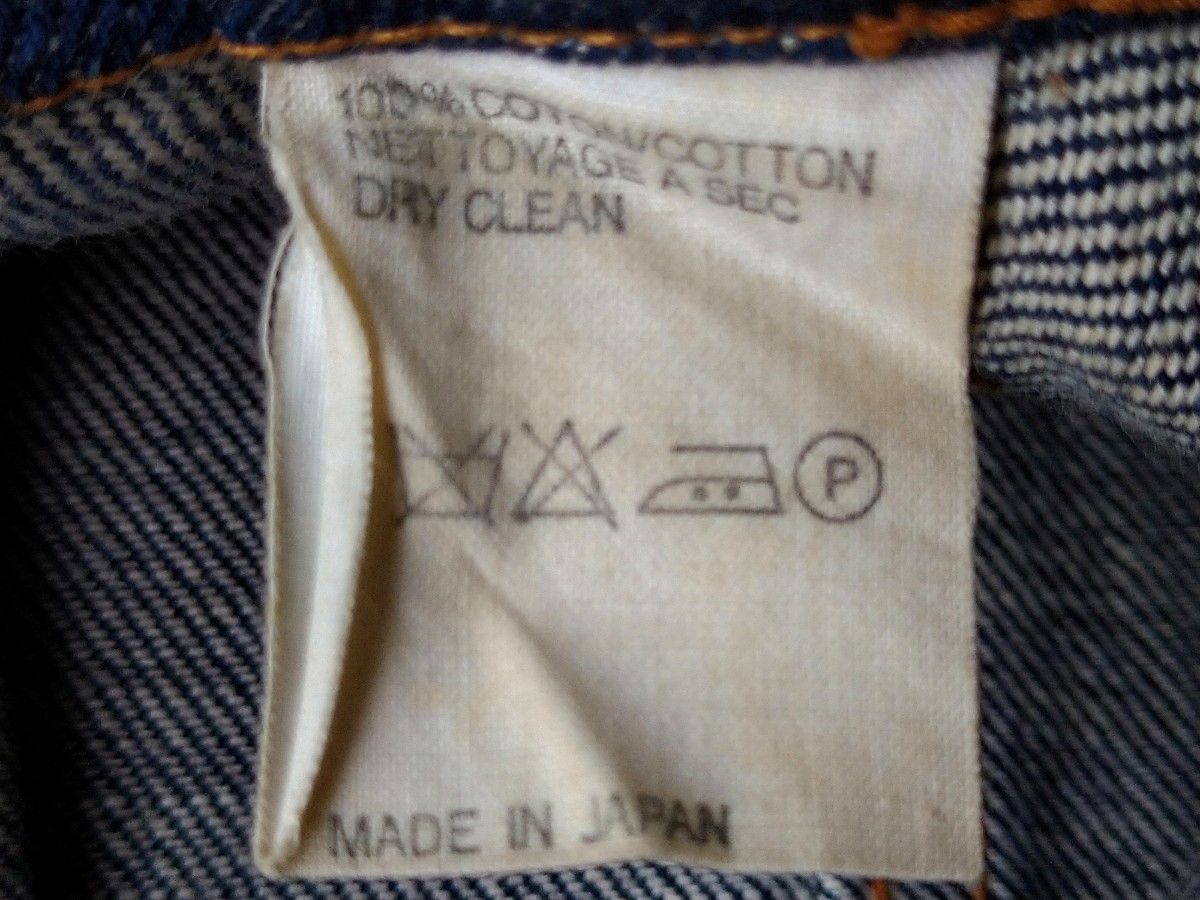 100% COTON/COTTON
NETTOYAGE A SEC
DRY CLEAN
P
MADE IN JAPAN